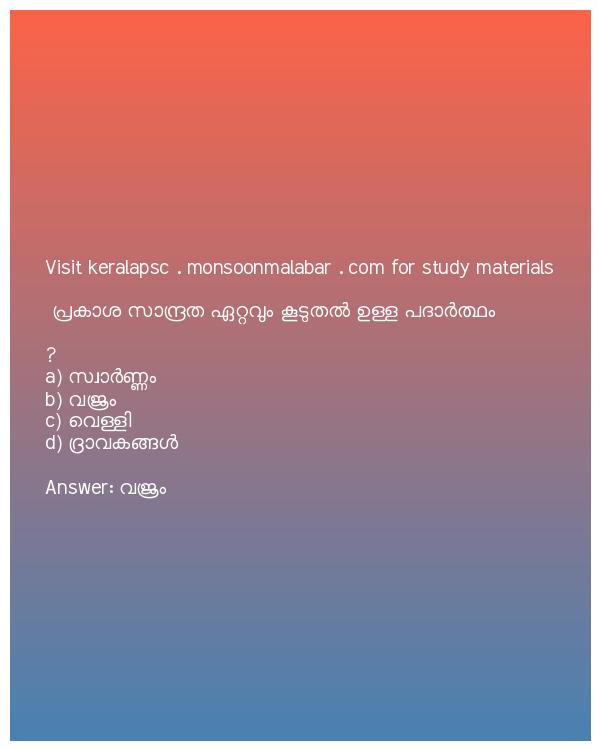 Visit keralapsc . monsoonmalabar . com for study materials
പ്രകാശ സാന്ദ്രത ഏറ്റവും കൂടുതൽ ഉള്ള പദാർത്ഥം
?
a) സ്വാർണ്ണം
b) വജ്രം
c) വെള്ളി
d) ദ്രാവകങ്ങൾ
Answer: വജ്രം